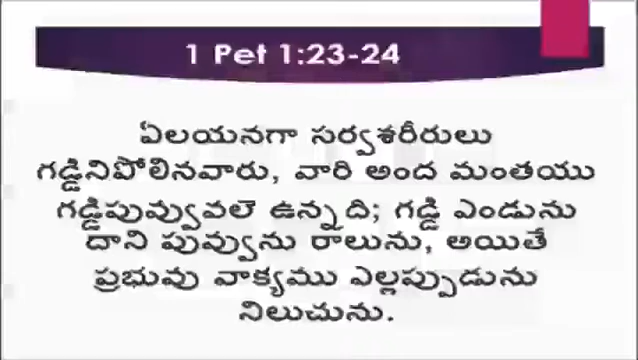 1 Pet 1:23-24
ఏలయనగా సర్వశరీరులు
గడ్డినిపోలినవారు, వారి అంద మంతయు
గడ్డిపువ్వువలె ఉన్నది; గడ్డి ఎండును
దాని పువ్వును రాలును, అయితే
ప్రభువు వాక్యము ఎల్లప్పుడును
నిలుచును.